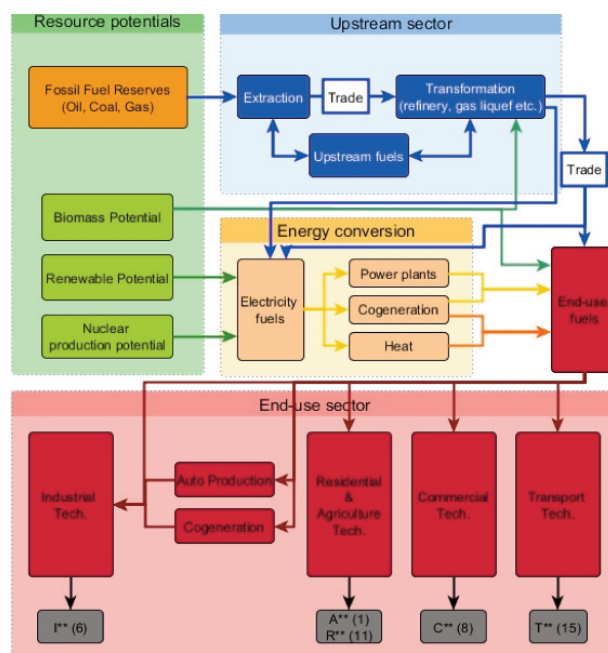 Resource potentials
Upstream sector
Fossil Fuel Reserves
(Oil, Coal, Gas)
Extraction
Trade
Transformation
(refinery, gas liquef etc.)
Upstream fuels
Trade
Biomass Potential
Energy conversion
Renewable Potential
Electricity
fuels
Power plants
Cogeneration
Heat
End-use
fuels
Nuclear
production potential
End-use sector
Industrial
Tech.
Auto Production
Cogeneration
Residential
&
Agriculture
Tech.
Commercial
Tech.
Transport
Tech.
I** (6)
A** (1)
R** (11)
C** (8)
T** (15)